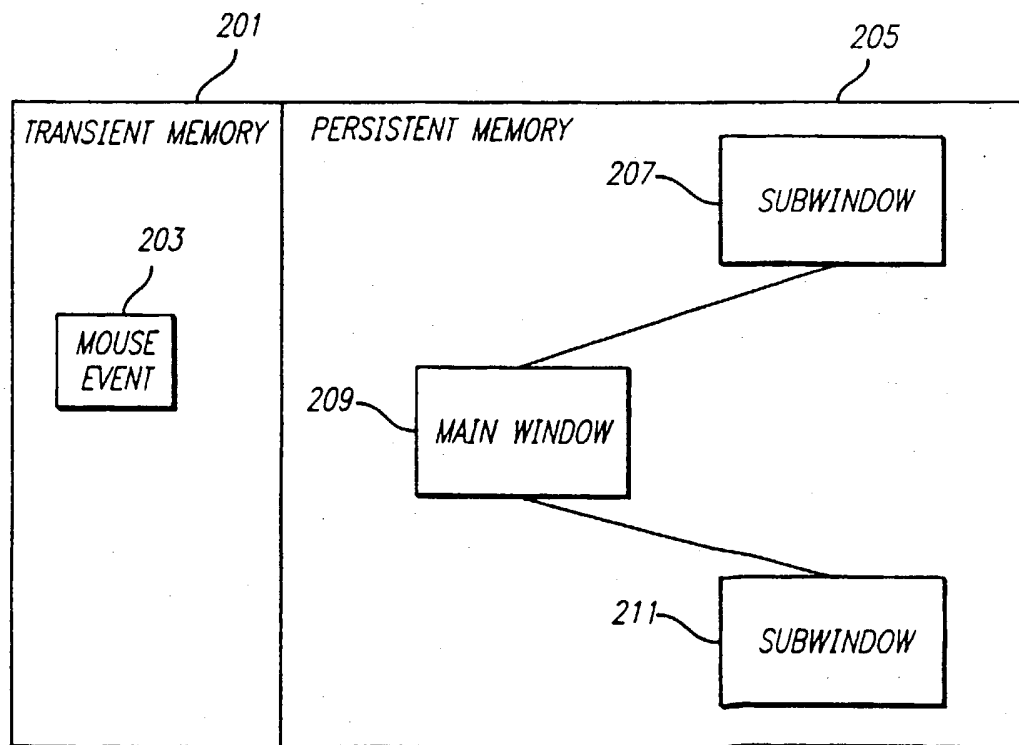 201
205
TRANSIENT MEMORY
PERSISTENT MEMORY
207
SUBWINDOW
203
MOUSE
EVENT
209
MAIN WINDOW
211
SUBWINDOW